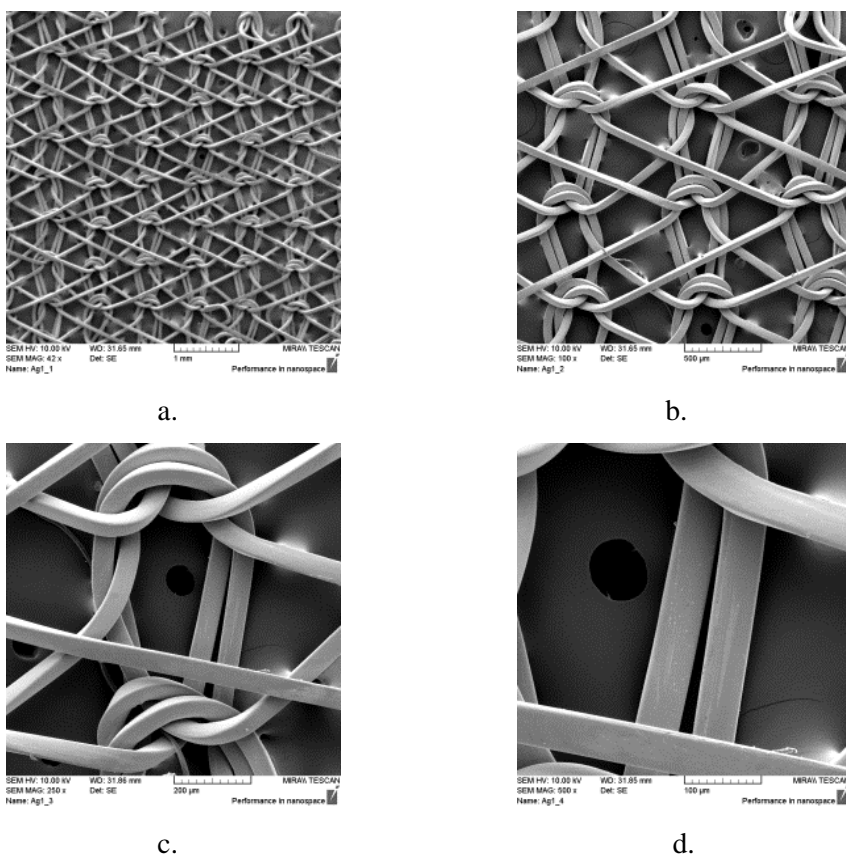 SEM HV: 10.00 kV WD: 31.65 mm MIRA\\ TESCAN
SEM MAG: 42 x Det: SE 1 mm
Name: Ag1_1 Performance in nanospace
SEM HV: 10.00 kV WD: 31.65 mm MIRA\\ TESCAN
SEM MAG: 100 x Det: SE 500 µm
Name: Ag1_2 Performance in nanospace
a.
b.
SEM HV: 10.00 kV WD: 31.86 mm MIRA\\ TESCAN
SEM MAG: 250 x Det: SE 200 µm
Name: Ag1_3 Performance in nanospace
SEM HV: 10.00 kV WD: 31.85 mm MIRA\\ TESCAN
SEM MAG: 500 x Det: SE 100 µm
Name: Ag1_4 Performance in nanospace
c.
d.